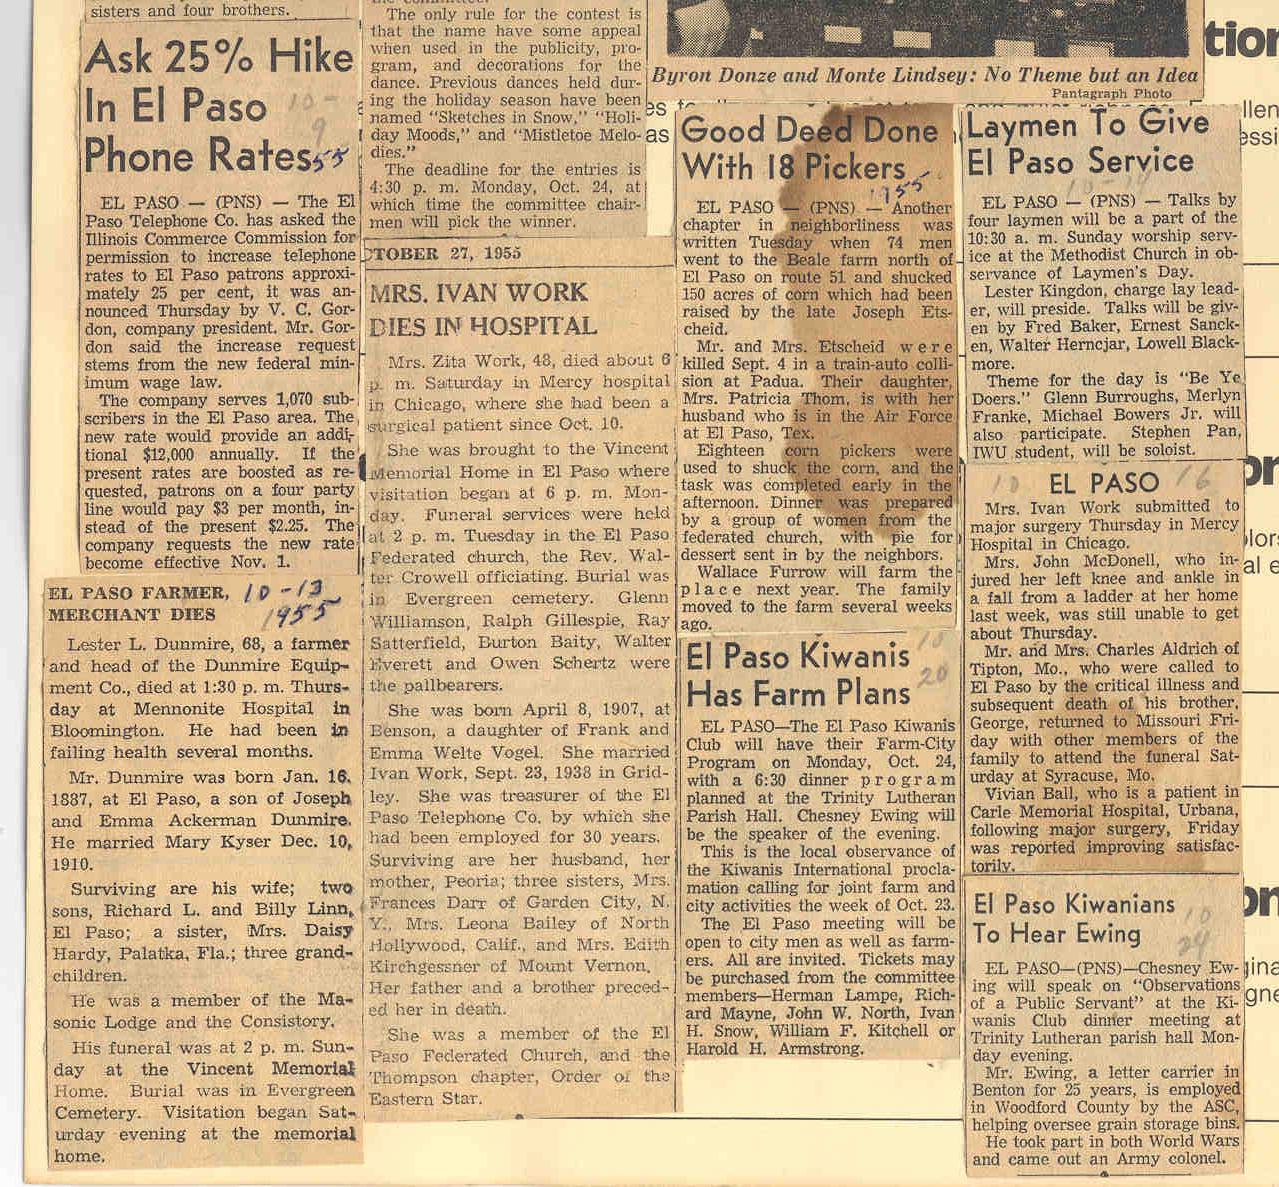 sisters and four brothers.
Ask 25% Hike
In El Paso
Phone Rates
10-
9
55
EL PASO — (PNS) — The El
Paso Telephone Co. has asked the
Illinois Commerce Commission for
permission to increase telephone
rates to El Paso patrons approxi-
mately 25 per cent, it was an-
nounced Thursday by V. C. Gor-
don, company president. Mr. Gor-
don said the increase request
stems from the new federal min-
imum wage law.
The company serves 1,070 sub-
scribers in the El Paso area. The
new rate would provide an addi-
tional $12,000 annually. If the
present rates are boosted as re-
quested, patrons on a four party
line would pay $3 per month, in-
stead of the present $2.25. The
company requests the new rate
become effective Nov. 1.
EL PASO FARMER,
MERCHANT DIES
10-13
1955
Lester L. Dunmire, 68, a farmer
and head of the Dunmire Equip-
ment Co., died at 1:30 p. m. Thurs-
day at Mennonite Hospital in
Bloomington. He had been in
failing health several months.
Mr. Dunmire was born Jan. 16,
1887, at El Paso, a son of Joseph
and Emma Ackerman Dunmire.
He married Mary Kyser Dec. 10,
1910.
Surviving are his wife; two
sons, Richard L. and Billy Linn,
El Paso; a sister, Mrs. Daisy
Hardy, Palatka, Fla.; three grand-
children.
He was a member of the Ma-
sonic Lodge and the Consistory.
His funeral was at 2 p. m. Sun-
day at the Vincent Memorial
Home. Burial was in Evergreen
Cemetery. Visitation began Sat-
urday evening at the memorial
home.
the committee.
The only rule for the contest is
that the name have some appeal
when used in the publicity, pro-
gram, and decorations for the
dance. Previous dances held dur-
ing the holiday season have been
named "Sketches in Snow," "Holi-
day Moods," and "Mistletoe Melo-
dies."
The deadline for the entries is
4:30 p. m. Monday, Oct. 24, at
which time the committee chair-
men will pick the winner.
TOBER 27, 1955
MRS. IVAN WORK
DIES IN HOSPITAL
Mrs. Zita Work, 48, died about 6
p. m. Saturday in Mercy hospital
in Chicago, where she had been a
surgical patient since Oct. 10.
She was brought to the Vincent
Memorial Home in El Paso where
visitation began at 6 p. m. Mon-
day. Funeral services were held
at 2 p. m. Tuesday in the El Paso
Federated church, the Rev. Wal-
ter Crowell officiating. Burial was
in Evergreen cemetery. Glenn
Williamson, Ralph Gillespie, Ray
Satterfield, Burton Baity, Walter
Everett and Owen Schertz were
the pallbearers.
She was born April 8, 1907, at
Benson, a daughter of Frank and
Emma Welte Vogel. She married
Ivan Work, Sept. 23, 1938 in Grid-
ley. She was treasurer of the El
Paso Telephone Co. by which she
had been employed for 30 years.
Surviving are her husband, her
mother, Peoria; three sisters, Mrs.
Frances Darr of Garden City, N.
Y., Mrs. Leona Bailey of North
Hollywood, Calif., and Mrs. Edith
Kirchgessner of Mount Vernon.
Her father and a brother preced-
ed her in death.
She was a member of the El
Paso Federated Church, and the
Thompson chapter, Order of the
Eastern Star.
Byron Donze and Monte Lindsey: No Theme but an Idea
Pantagraph Photo
Good Deed Done
With 18 Pickers
1955
EL PASO — (PNS) — Another
chapter in neighborliness was
written Tuesday when 74 men
went to the Beale farm north of
El Paso on route 51 and shucked
150 acres of corn which had been
raised by the late Joseph Ets-
cheid.
Mr. and Mrs. Etscheid were
killed Sept. 4 in a train-auto colli-
sion at Padua. Their daughter,
Mrs. Patricia Thom, is with her
husband who is in the Air Force
at El Paso, Tex.
Eighteen corn pickers were
used to shuck the corn, and the
task was completed early in the
afternoon. Dinner was prepared
by a group of women from the
federated church, with pie for
dessert sent in by the neighbors.
Wallace Furrow will farm the
place next year. The family
moved to the farm several weeks
ago.
El Paso Kiwanis
Has Farm Plans
10
20
EL PASO—The El Paso Kiwanis
Club will have their Farm-City
Program on Monday, Oct. 24,
with a 6:30 dinner program
planned at the Trinity Lutheran
Parish Hall. Chesney Ewing will
be the speaker of the evening.
This is the local observance of
the Kiwanis International procla-
mation calling for joint farm and
city activities the week of Oct. 23.
The El Paso meeting will be
open to city men as well as farm-
ers. All are invited. Tickets may
be purchased from the committee
members—Herman Lampe, Rich-
ard Mayne, John W. North, Ivan
H. Snow, William F. Kitchell or
Harold H. Armstrong.
Laymen To Give
El Paso Service
EL PASO — (PNS) — Talks by
four laymen will be a part of the
10:30 a. m. Sunday worship serv-
ice at the Methodist Church in ob-
servance of Laymen's Day.
Lester Kingdon, charge lay lead-
er, will preside. Talks will be giv-
en by Fred Baker, Ernest Sanck-
en, Walter Herncjar, Lowell Black-
more.
Theme for the day is "Be Ye
Doers." Glenn Burroughs, Merlyn
Franke, Michael Bowers Jr. will
also participate. Stephen Pan,
IWU student, will be soloist.
10
EL PASO
16
Mrs. Ivan Work submitted to
major surgery Thursday in Mercy
Hospital in Chicago.
Mrs. John McDonell, who in-
jured her left knee and ankle in
a fall from a ladder at her home
last week, was still unable to get
about Thursday.
Mr. and Mrs. Charles Aldrich of
Tipton, Mo., who were called to
El Paso by the critical illness and
subsequent death of his brother,
George, returned to Missouri Fri-
day with other members of the
family to attend the funeral Sat-
urday at Syracuse, Mo.
Vivian Ball, who is a patient in
Carle Memorial Hospital, Urbana,
following major surgery, Friday
was reported improving satisfac-
torily.
El Paso Kiwanians
To Hear Ewing
10
24
EL PASO—(PNS)—Chesney Ew-
ing will speak on "Observations
of a Public Servant" at the Ki-
wanis Club dinner meeting at
Trinity Lutheran parish hall Mon-
day evening.
Mr. Ewing, a letter carrier in
Benton for 25 years, is employed
in Woodford County by the ASC,
helping oversee grain storage bins.
He took part in both World Wars
and came out an Army colonel.